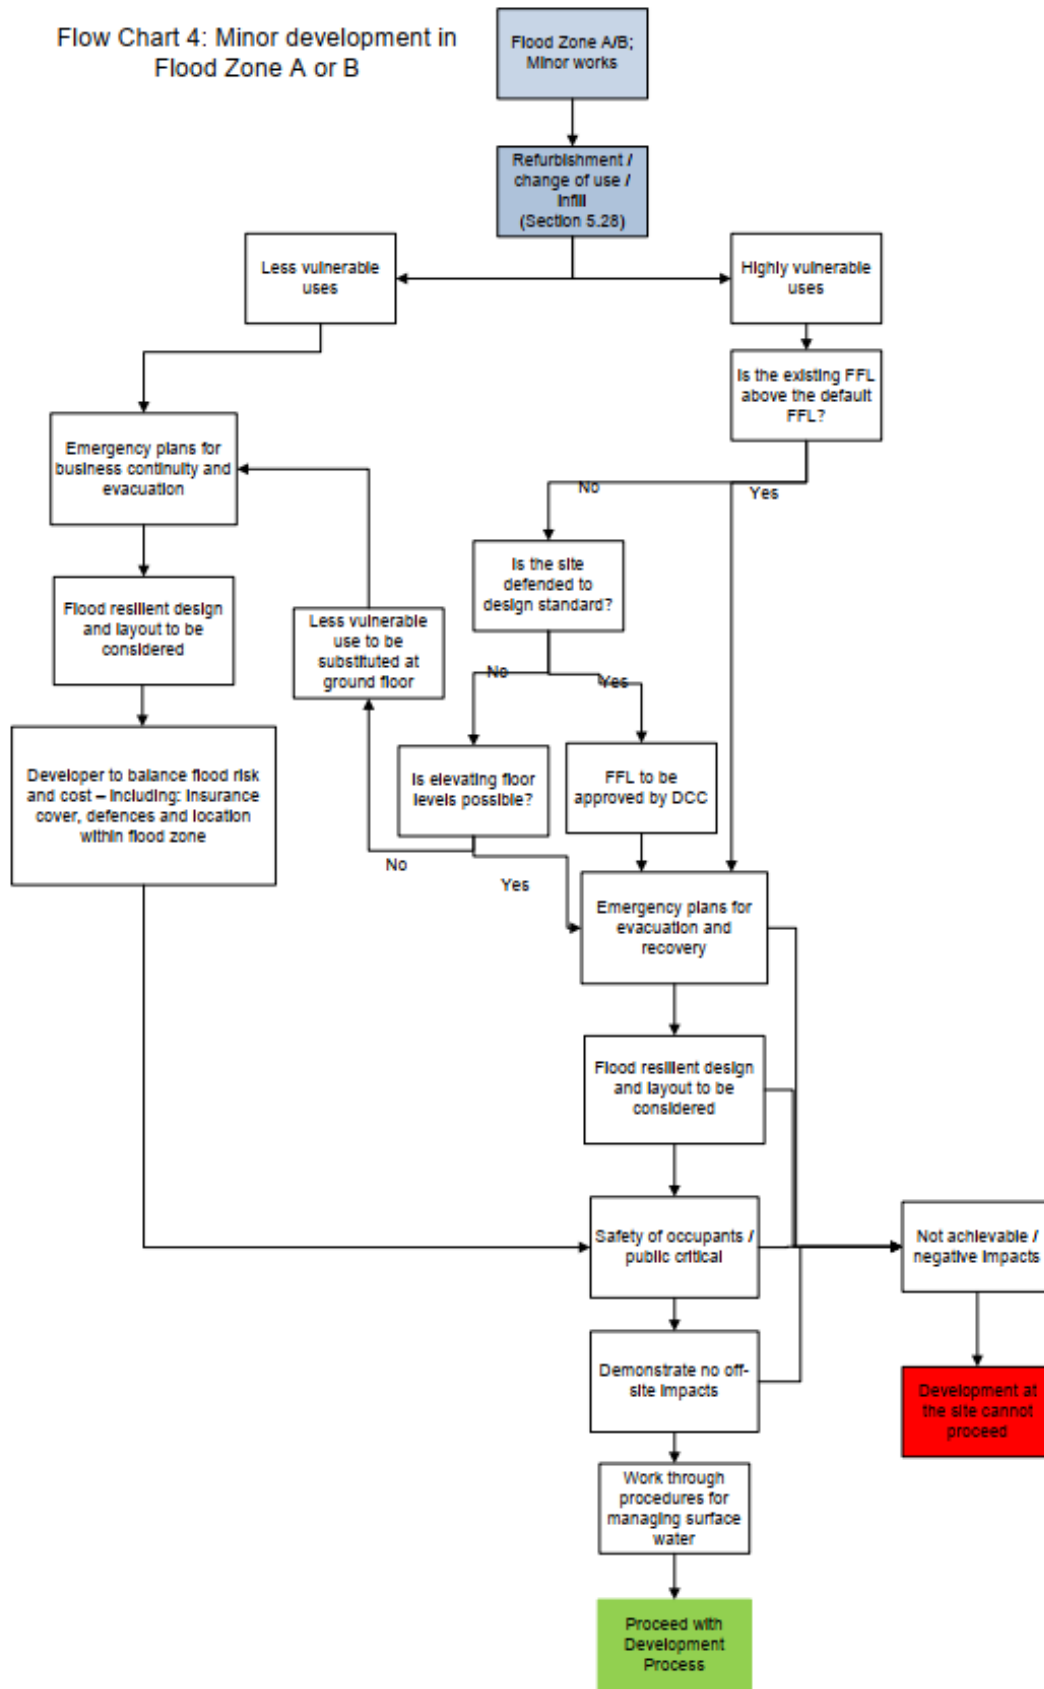 Flow Chart 4: Minor development in
Flood Zone A or B
Flood Zone A/B;
Minor works
Refurbishment /
change of use /
infill
(Section 5.28)
Less vulnerable
uses
Highly vulnerable
uses
Is the existing FFL
above the default
FFL?
Emergency plans for
business continuity and
evacuation
No
Yes
Is the site
defended to
design standard?
Flood resilient design
and layout to be
considered
Less vulnerable
use to be
substituted at
ground floor
No
Yes
Developer to balance flood risk
and cost – including: insurance
cover, defences and location
within flood zone
Is elevating floor
levels possible?
FFL to be
approved by DCC
No
Yes
Emergency plans for
evacuation and
recovery
Flood resilient design
and layout to be
considered
Safety of occupants /
public critical
Not achievable /
negative impacts
Demonstrate no off-
site impacts
Development at
the site cannot
proceed
Work through
procedures for
managing surface
water
Proceed with
Development
Process